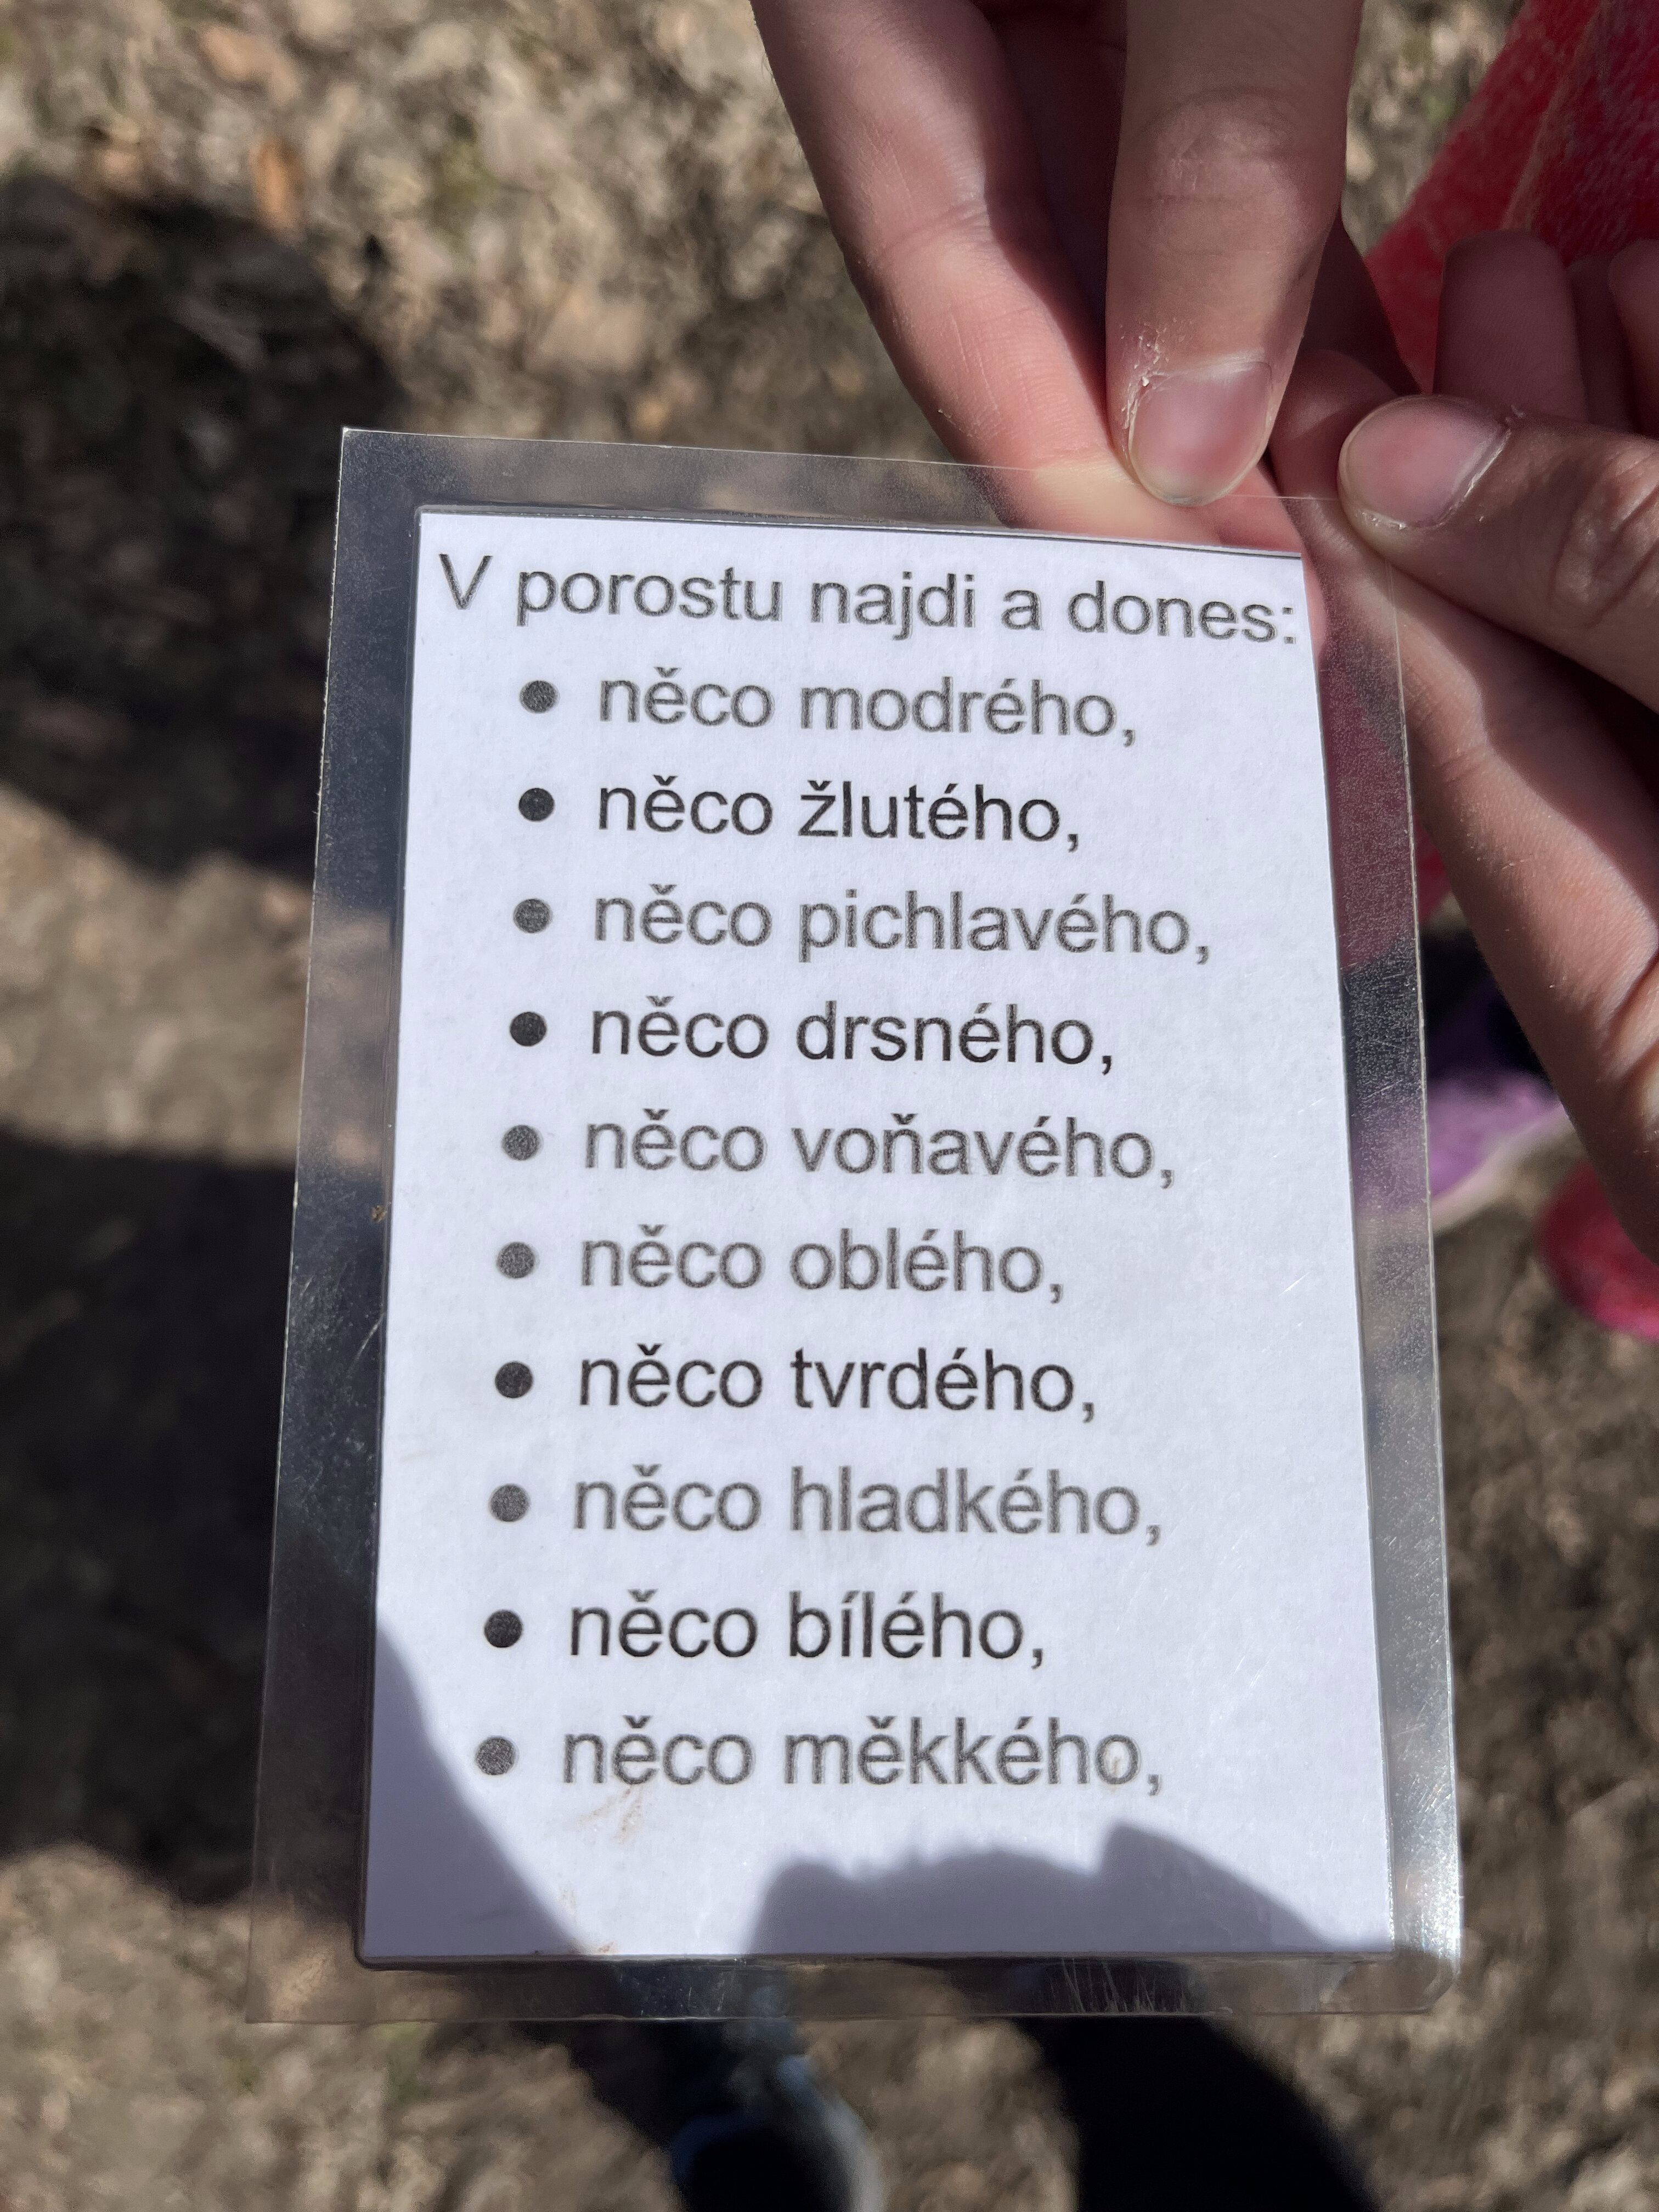 V porostu najdi a dones:
• něco modrého,
• něco žlutého,
• něco pichlavého,
• něco drsného,
• něco voňavého,
• něco oblého,
• něco tvrdého,
• něco hladkého,
• něco bílého,
• něco měkkého,